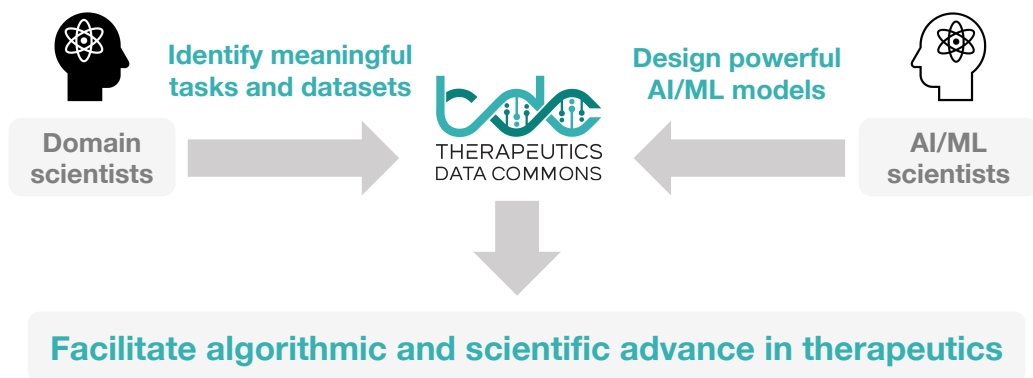 Identify meaningful
tasks and datasets
Domain
scientists
tdc
THERAPEUTICS
DATA COMMONS
Design powerful
AI/ML models
AI/ML
scientists
Facilitate algorithmic and scientific advance in therapeutics